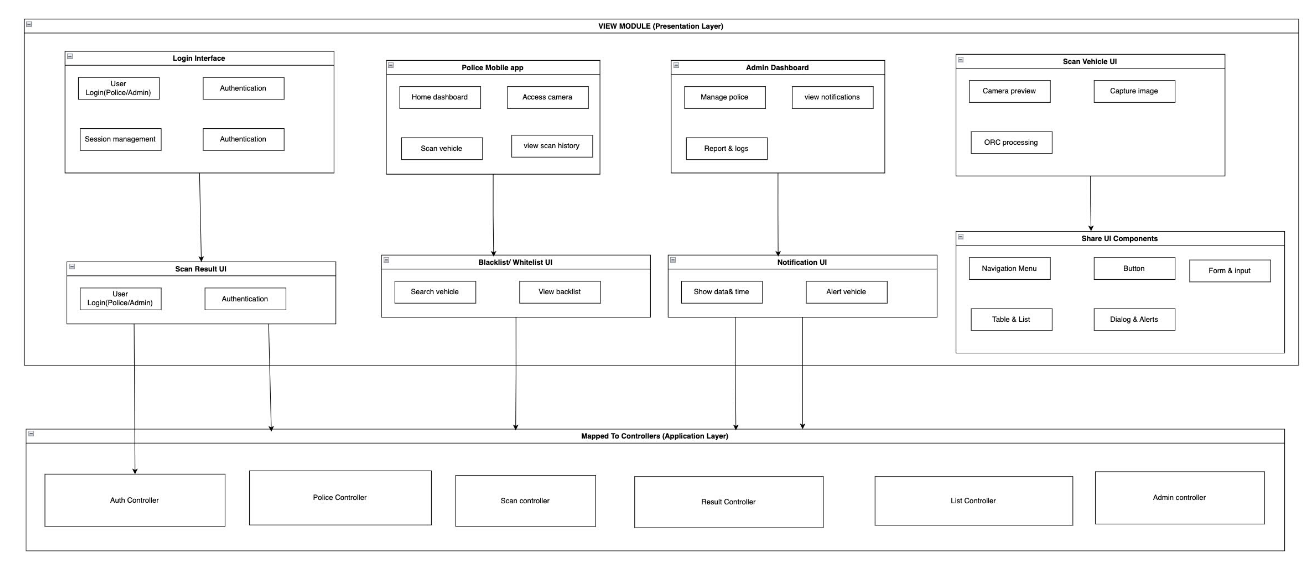 VIEW MODULE (Presentation Layer)
Login Interface
User
Login(Police/Admin)
Authentication
Session management
Authentication
Police Mobile app
Home dashboard
Access camera
Scan vehicle
view scan history
Admin Dashboard
Manage police
view notifications
Report & logs
Scan Vehicle UI
Camera preview
Capture image
ORC processing
Scan Result UI
User
Login(Police/Admin)
Authentication
Blacklist/ Whitelist UI
Search vehicle
View backlist
Notification UI
Show data& time
Alert vehicle
Share UI Components
Navigation Menu
Button
Form & input
Table & List
Dialog & Alerts
Mapped To Controllers (Application Layer)
Auth Controller
Police Controller
Scan controller
Result Controller
List Controller
Admin controller